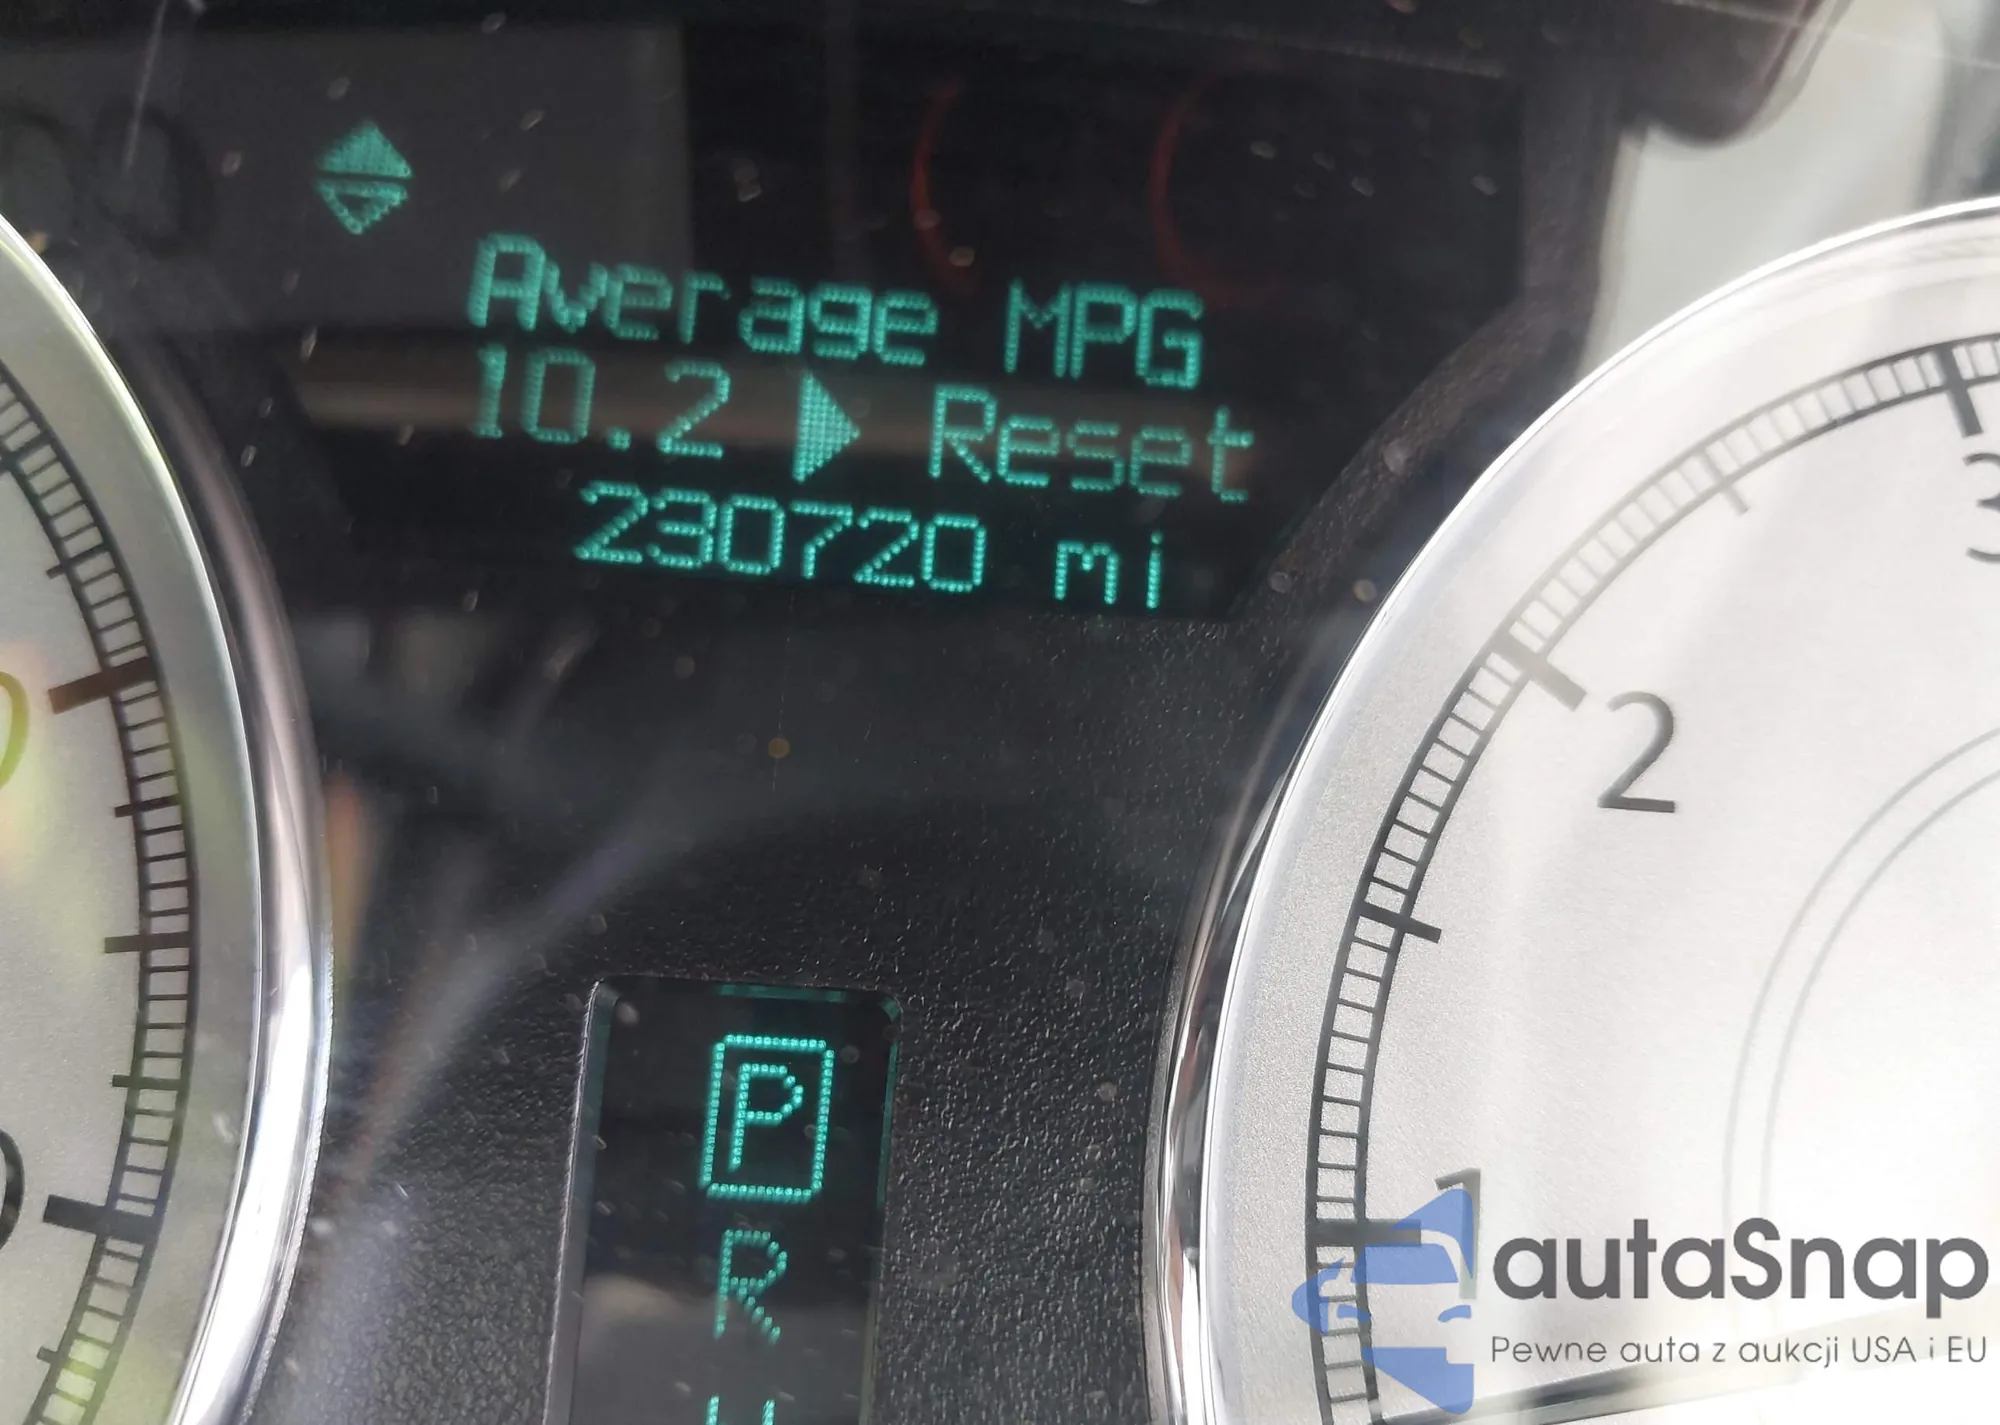 Average MPG
10.2 ▶ Reset
230720 mi
3
2
1
P
R
autaSnap
Pewne auta z aukcji USA i EU